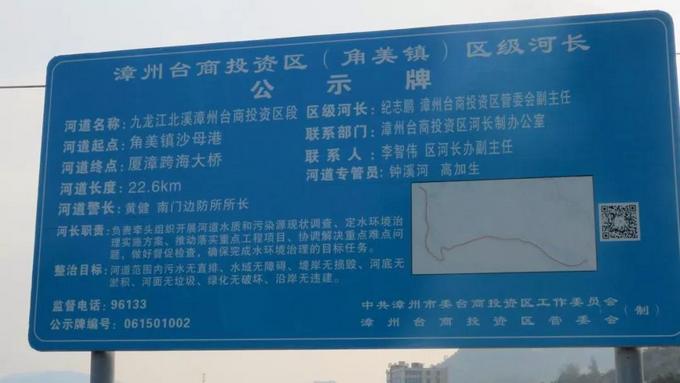 漳州台商投资区（角美镇）区级河长
公示牌
河道名称：九龙江北溪漳州台商投资区段
河道起点：角美镇沙母港
河道终点：厦漳跨海大桥
河道长度：22.6km
河道警长：黄健 南门边防所所长
区级河长：纪志鹏 漳州台商投资区管委会副主任
联系部门：漳州台商投资区河长制办公室
联系人：李智伟 区河长办副主任
河道专管员：钟溪河 高加生
河长职责：负责牵头组织开展河道水质和污染源现状调查、定水环境治
理实施方案、推动落实重点工程项目、协调解决重点难点问
题，做好督促检查，确保完成水环境治理的目标任务。
整治目标：河道范围内污水无直排、水域无障碍、堤岸无损毁、河底无
淤积、河面无垃圾、绿化无破坏、沿岸无违建。
监督电话：96133
公示牌编号：061501002
中共漳州市委台商投资区工作委员会
漳州台商投资区管委会
（制）